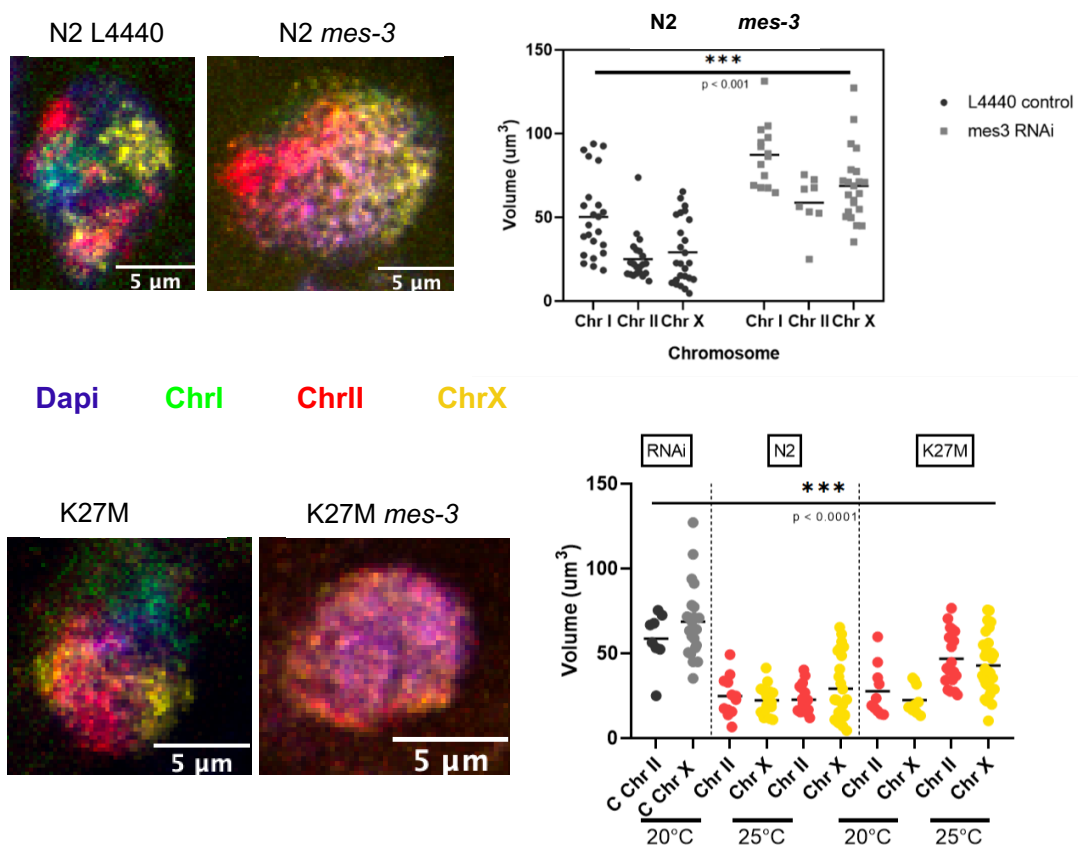 N2 L4440
N2 mes-3
5 μm
5 μm
N2 mes-3
150
100
50
0
Volume (um³)
***
p < 0.001
Chr I Chr II Chr X
Chr I Chr II Chr X
Chromosome
L4440 control
mes3 RNAi
Dapi ChrI ChrII ChrX
K27M
K27M mes-3
5 μm
5 μm
RNAi
N2
K27M
150
100
50
0
Volume (um³)
***
p < 0.0001
C Chr II
C Chr X
Chr II
Chr X
Chr II
Chr X
Chr II
Chr X
Chr II
Chr X
20°C
25°C
20°C
25°C